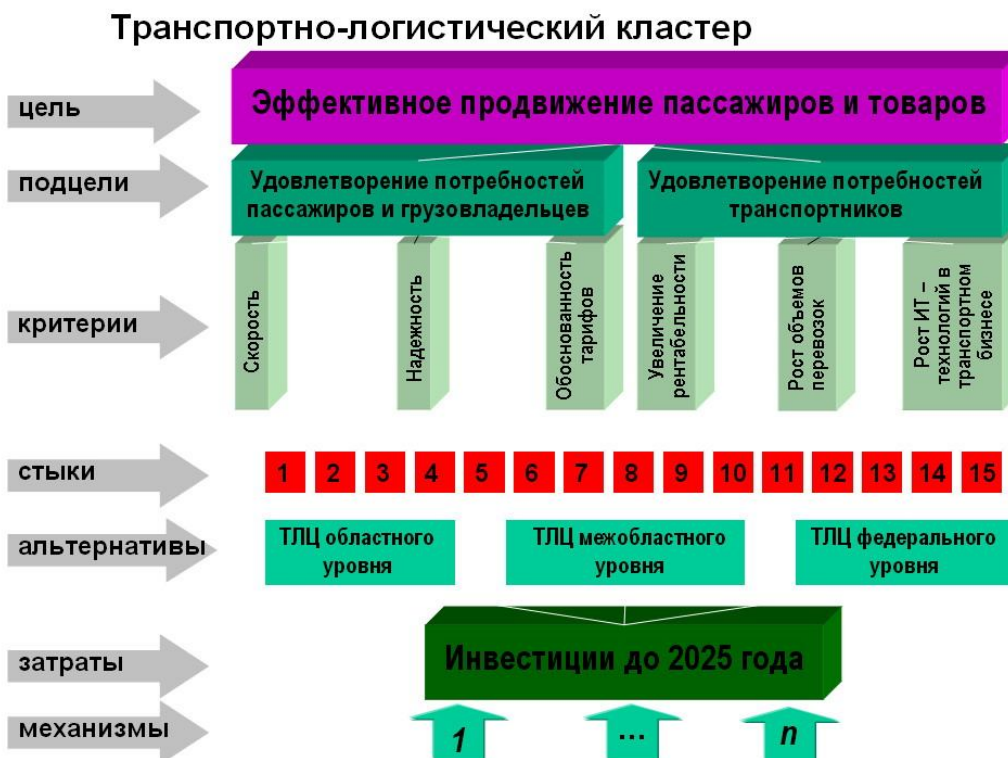 Транспортно-логистический кластер
цель
Эффективное продвижение пассажиров и товаров
подцели
Удовлетворение потребностей
пассажиров и грузовладельцев
Удовлетворение потребностей
транспортников
критерии
Скорость
Надежность
Обоснованность
тарифов
Увеличение
рентабельности
Рост объемов
перевозок
Рост ИТ –
технологий в
транспортном
бизнесе
стыки
1 2 3 4 5 6 7 8 9 10 11 12 13 14 15
альтернативы
ТЛЦ областного
уровня
ТЛЦ межобластного
уровня
ТЛЦ федерального
уровня
затраты
Инвестиции до 2025 года
механизмы
1 ... n